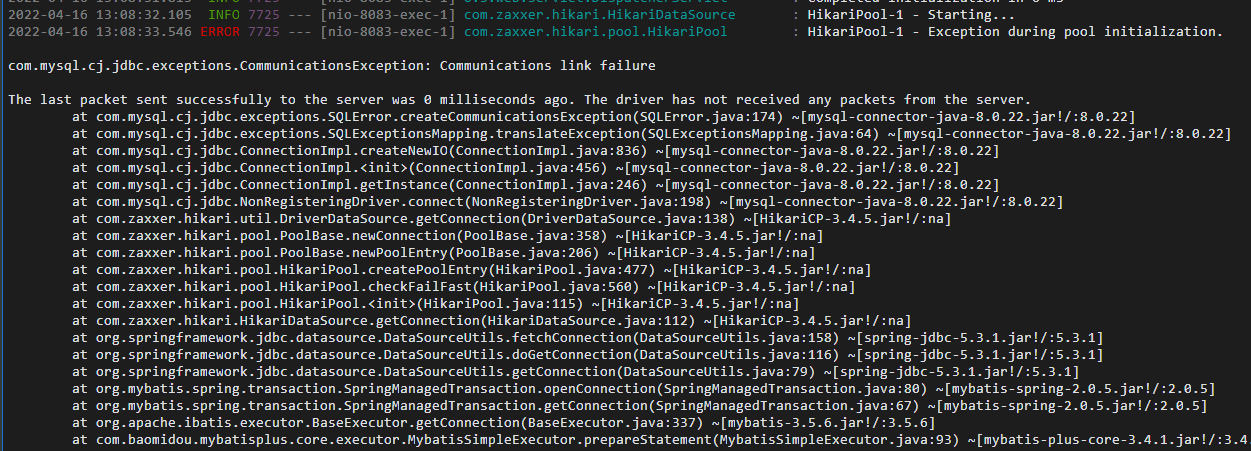 2022-04-16 13:08:32.105  INFO 7725 --- [nio-8083-exec-1] com.zaxxer.hikari.HikariDataSource       : HikariPool-1 - Starting...
2022-04-16 13:08:33.546 ERROR 7725 --- [nio-8083-exec-1] com.zaxxer.hikari.pool.HikariPool        : HikariPool-1 - Exception during pool initialization.
com.mysql.cj.jdbc.exceptions.CommunicationsException: Communications link failure
The last packet sent successfully to the server was 0 milliseconds ago. The driver has not received any packets from the server.
at com.mysql.cj.jdbc.exceptions.SQLError.createCommunicationsException(SQLError.java:174) ~[mysql-connector-java-8.0.22.jar!/:8.0.22]
at com.mysql.cj.jdbc.exceptions.SQLExceptionsMapping.translateException(SQLExceptionsMapping.java:64) ~[mysql-connector-java-8.0.22.jar!/:8.0.22]
at com.mysql.cj.jdbc.ConnectionImpl.createNewIO(ConnectionImpl.java:836) ~[mysql-connector-java-8.0.22.jar!/:8.0.22]
at com.mysql.cj.jdbc.ConnectionImpl.<init>(ConnectionImpl.java:456) ~[mysql-connector-java-8.0.22.jar!/:8.0.22]
at com.mysql.cj.jdbc.ConnectionImpl.getInstance(ConnectionImpl.java:246) ~[mysql-connector-java-8.0.22.jar!/:8.0.22]
at com.mysql.cj.jdbc.NonRegisteringDriver.connect(NonRegisteringDriver.java:198) ~[mysql-connector-java-8.0.22.jar!/:8.0.22]
at com.zaxxer.hikari.util.DriverDataSource.getConnection(DriverDataSource.java:138) ~[HikariCP-3.4.5.jar!/:na]
at com.zaxxer.hikari.pool.PoolBase.newConnection(PoolBase.java:358) ~[HikariCP-3.4.5.jar!/:na]
at com.zaxxer.hikari.pool.PoolBase.newPoolEntry(PoolBase.java:206) ~[HikariCP-3.4.5.jar!/:na]
at com.zaxxer.hikari.pool.HikariPool.createPoolEntry(HikariPool.java:477) ~[HikariCP-3.4.5.jar!/:na]
at com.zaxxer.hikari.pool.HikariPool.checkFailFast(HikariPool.java:560) ~[HikariCP-3.4.5.jar!/:na]
at com.zaxxer.hikari.pool.HikariPool.<init>(HikariPool.java:115) ~[HikariCP-3.4.5.jar!/:na]
at com.zaxxer.hikari.HikariDataSource.getConnection(HikariDataSource.java:112) ~[HikariCP-3.4.5.jar!/:na]
at org.springframework.jdbc.datasource.DataSourceUtils.fetchConnection(DataSourceUtils.java:158) ~[spring-jdbc-5.3.1.jar!/:5.3.1]
at org.springframework.jdbc.datasource.DataSourceUtils.doGetConnection(DataSourceUtils.java:116) ~[spring-jdbc-5.3.1.jar!/:5.3.1]
at org.springframework.jdbc.datasource.DataSourceUtils.getConnection(DataSourceUtils.java:79) ~[spring-jdbc-5.3.1.jar!/:5.3.1]
at org.mybatis.spring.transaction.SpringManagedTransaction.openConnection(SpringManagedTransaction.java:80) ~[mybatis-spring-2.0.5.jar!/:2.0.5]
at org.mybatis.spring.transaction.SpringManagedTransaction.getConnection(SpringManagedTransaction.java:67) ~[mybatis-spring-2.0.5.jar!/:2.0.5]
at org.apache.ibatis.executor.BaseExecutor.getConnection(BaseExecutor.java:337) ~[mybatis-3.5.6.jar!/:3.5.6]
at com.baomidou.mybatisplus.core.executor.MybatisSimpleExecutor.prepareStatement(MybatisSimpleExecutor.java:93) ~[mybatis-plus-core-3.4.1.jar!/:3.4.